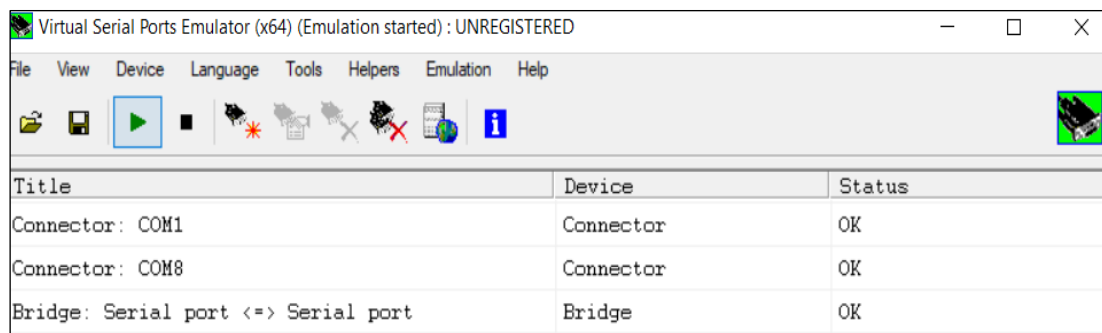 Virtual Serial Ports Emulator (x64) (Emulation started) : UNREGISTERED
File View Device Language Tools Helpers Emulation Help
Title Device Status
Connector: COM1 Connector OK
Connector: COM8 Connector OK
Bridge: Serial port <=> Serial port Bridge OK